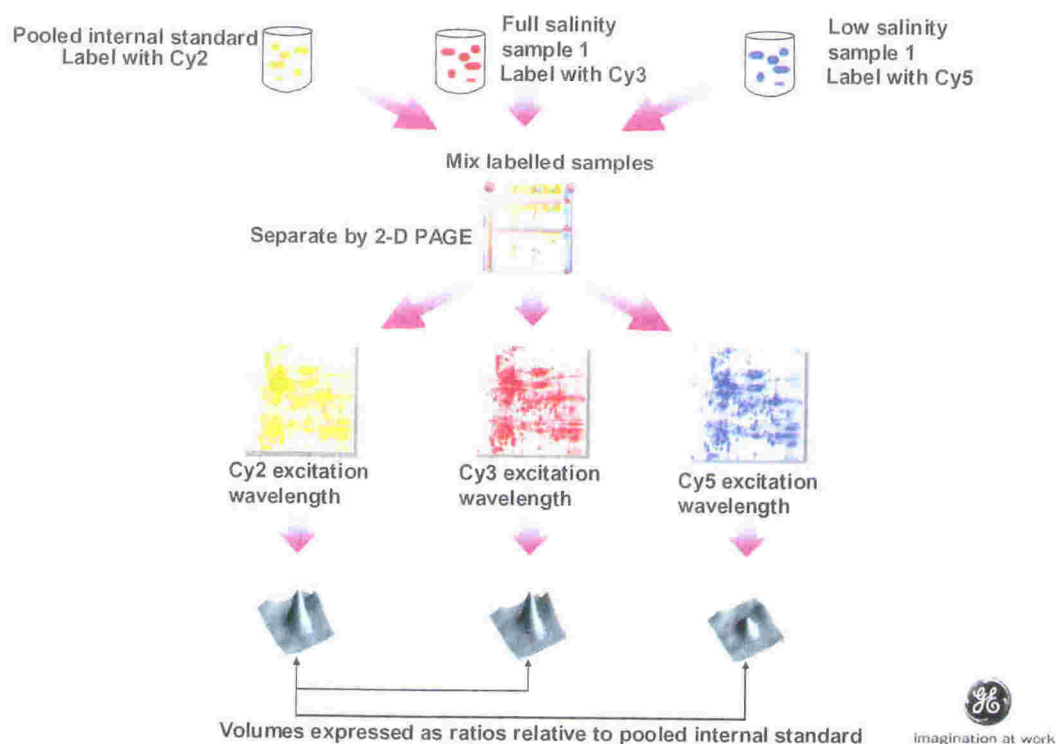 Pooled internal standard
Label with Cy2
Full salinity
sample 1
Label with Cy3
Low salinity
sample 1
Label with Cy5
Mix labelled samples
Separate by 2-D PAGE
Cy2 excitation
wavelength
Cy3 excitation
wavelength
Cy5 excitation
wavelength
Volumes expressed as ratios relative to pooled internal standard
GE
imagination at work